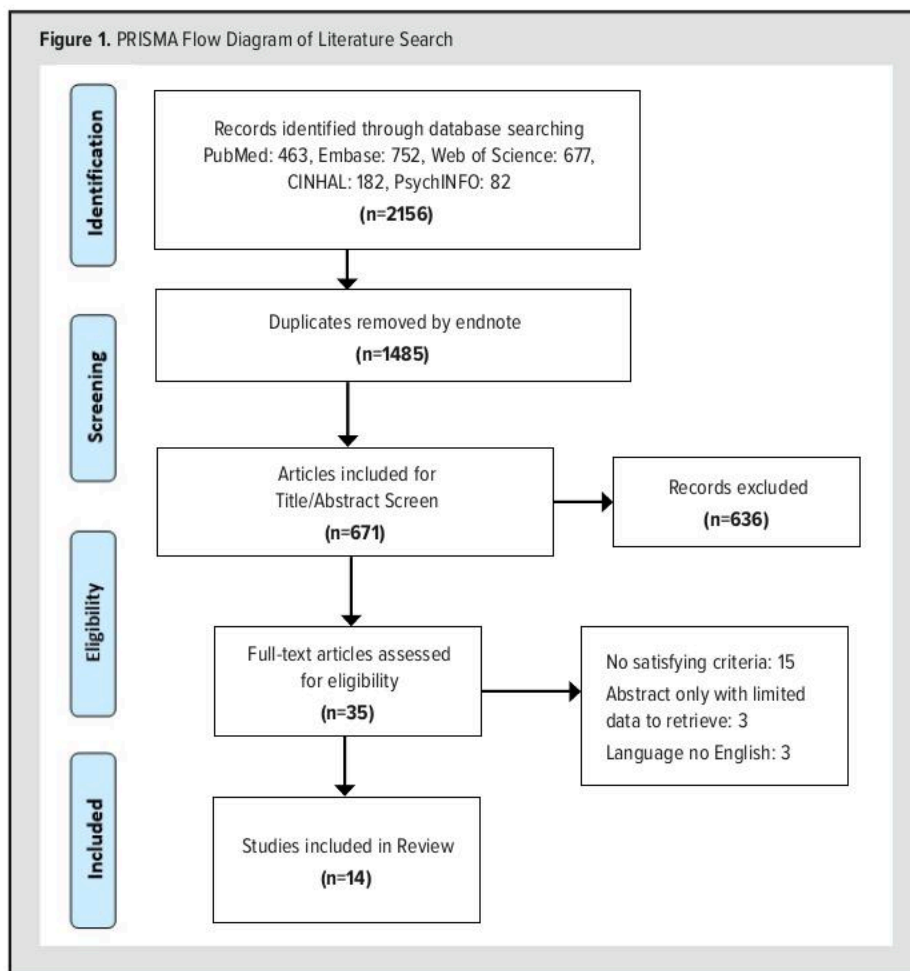 Figure 1. PRISMA Flow Diagram of Literature Search
Identification
Records identified through database searching
PubMed: 463, Embase: 752, Web of Science: 677,
CINHAL: 182, PsychINFO: 82
(n=2156)
Screening
Duplicates removed by endnote
(n=1485)
Articles included for
Title/Abstract Screen
(n=671)
Records excluded
(n=636)
Eligibility
Full-text articles assessed
for eligibility
(n=35)
No satisfying criteria: 15
Abstract only with limited
data to retrieve: 3
Language no English: 3
Included
Studies included in Review
(n=14)